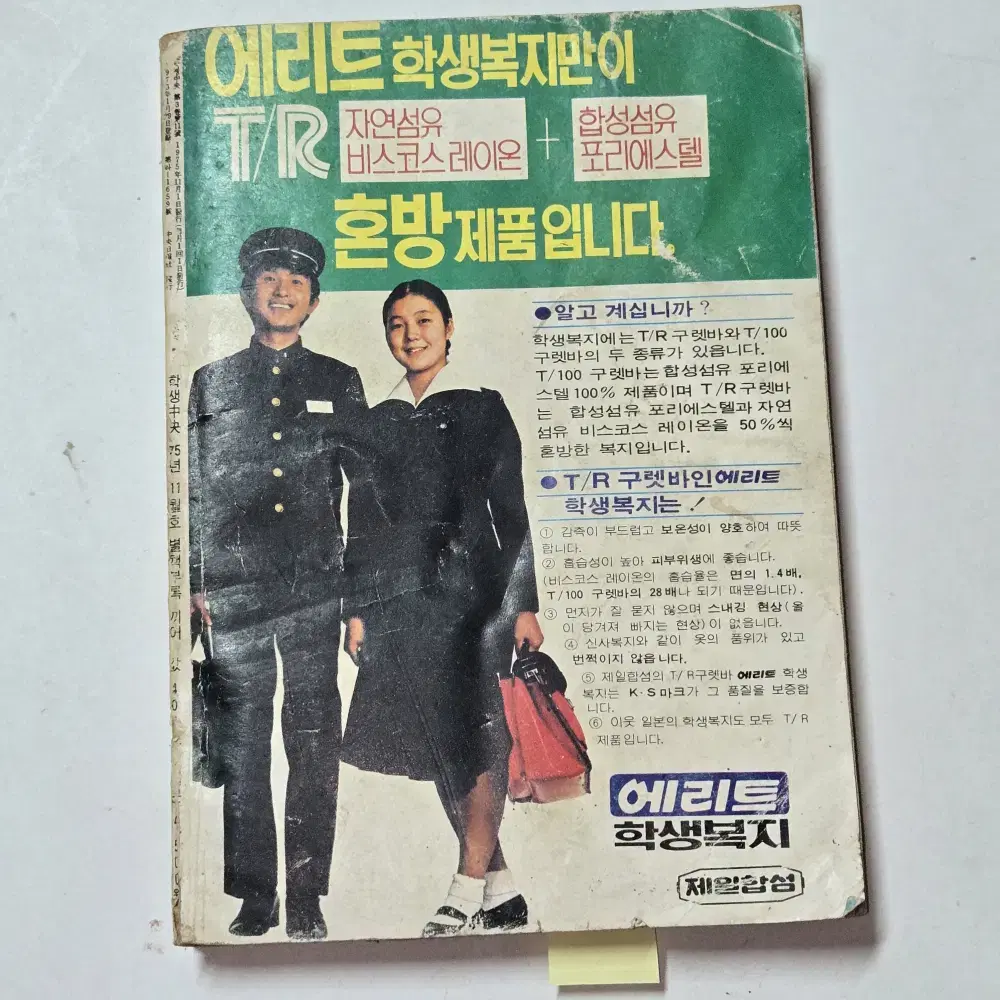 에리트 학생복지만이
T/R 자연섬유 비스코스레이온 + 합성섬유 포리에스텔
혼방제품입니다.
●알고 계십니까?
학생복지에는 T/R 구렛바와 T/100
구렛바의 두 종류가 있읍니다.
T/100 구렛바는 합성섬유 포리에
스텔 100% 제품이며 T/R구렛바
는 합성섬유 포리에스텔과 자연
섬유 비스코스 레이온을 50%씩
혼방한 복지입니다.
●T/R 구렛바인 에리트
학생복지는!
① 감촉이 부드럽고 보온성이 양호하여 따뜻
합니다.
② 흡습성이 높아 피부위생에 좋습니다.
(비스코스 레이온의 흡습율은 면의 1.4배,
T/100 구렛바의 28배나 되기 때문입니다).
③ 먼지가 잘 묻지 않으며 스내깅 현상(올
이 당겨져 빠지는 현상)이 없읍니다.
④ 신사복지와 같이 옷의 품위가 있고
번쩍이지 않읍니다.
⑤ 제일합섬의 T/R구렛바 에리트 학생
복지는 K·S마크가 그 품질을 보증합
니다.
⑥ 이웃 일본의 학생복지도 모두 T/R
제품입니다.
에리트
학생복지
제일합섬
1975年11月1日發行
學生中央 75년 11월호 별책부록 끼어 값